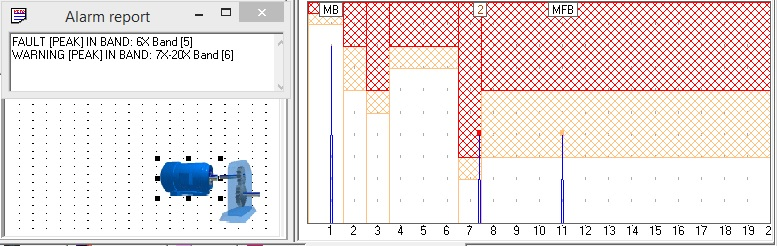 Alarm report
FAULT [PEAK] IN BAND: 6X Band [5]
WARNING [PEAK] IN BAND: 7X-20X Band [6]
MB 2 MFB
1 2 3 4 5 6 7 8 9 10 11 12 13 14 15 16 17 18 19 2